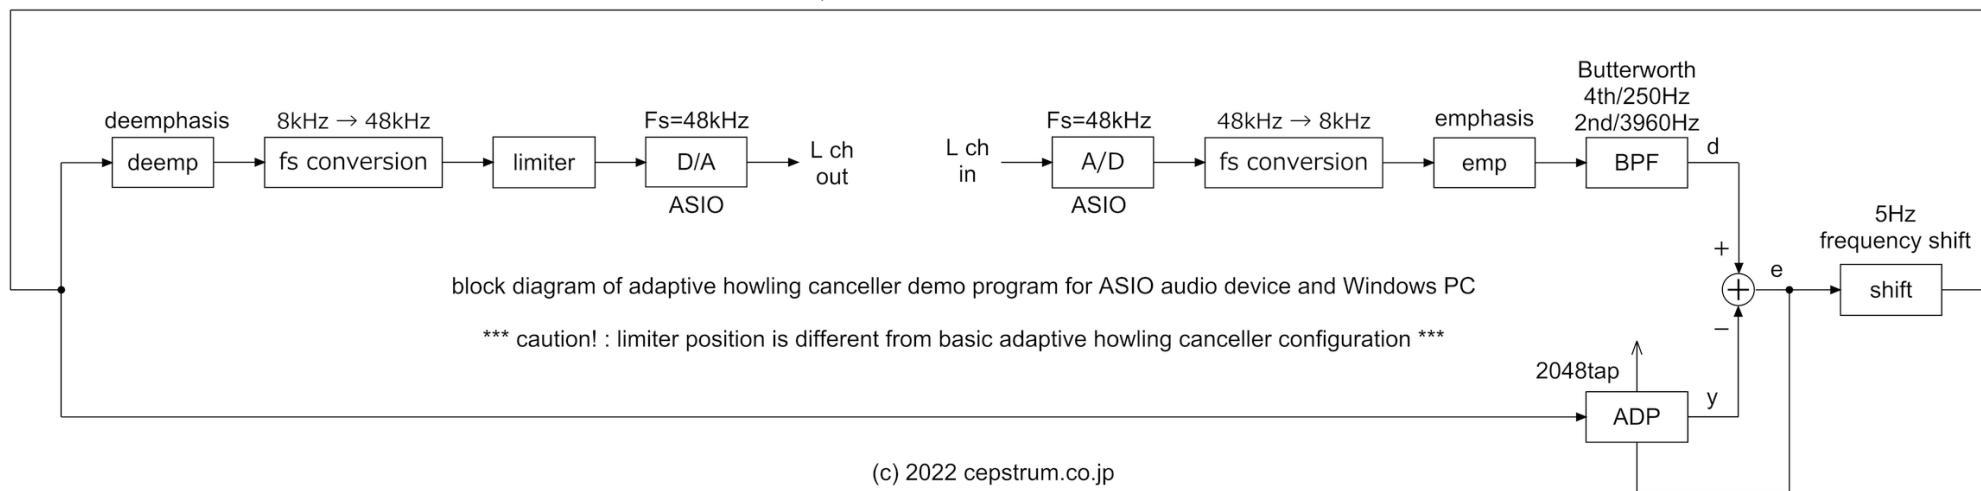 deemphasis
deemp
8kHz → 48kHz
fs conversion
limiter
Fs=48kHz
D/A
ASIO
L ch
out
L ch
in
Fs=48kHz
A/D
ASIO
48kHz → 8kHz
fs conversion
emphasis
emp
Butterworth
4th/250Hz
2nd/3960Hz
BPF
d
+
e
−
5Hz
frequency shift
shift
block diagram of adaptive howling canceller demo program for ASIO audio device and Windows PC
*** caution! : limiter position is different from basic adaptive howling canceller configuration ***
2048tap
ADP
y
(c) 2022 cepstrum.co.jp